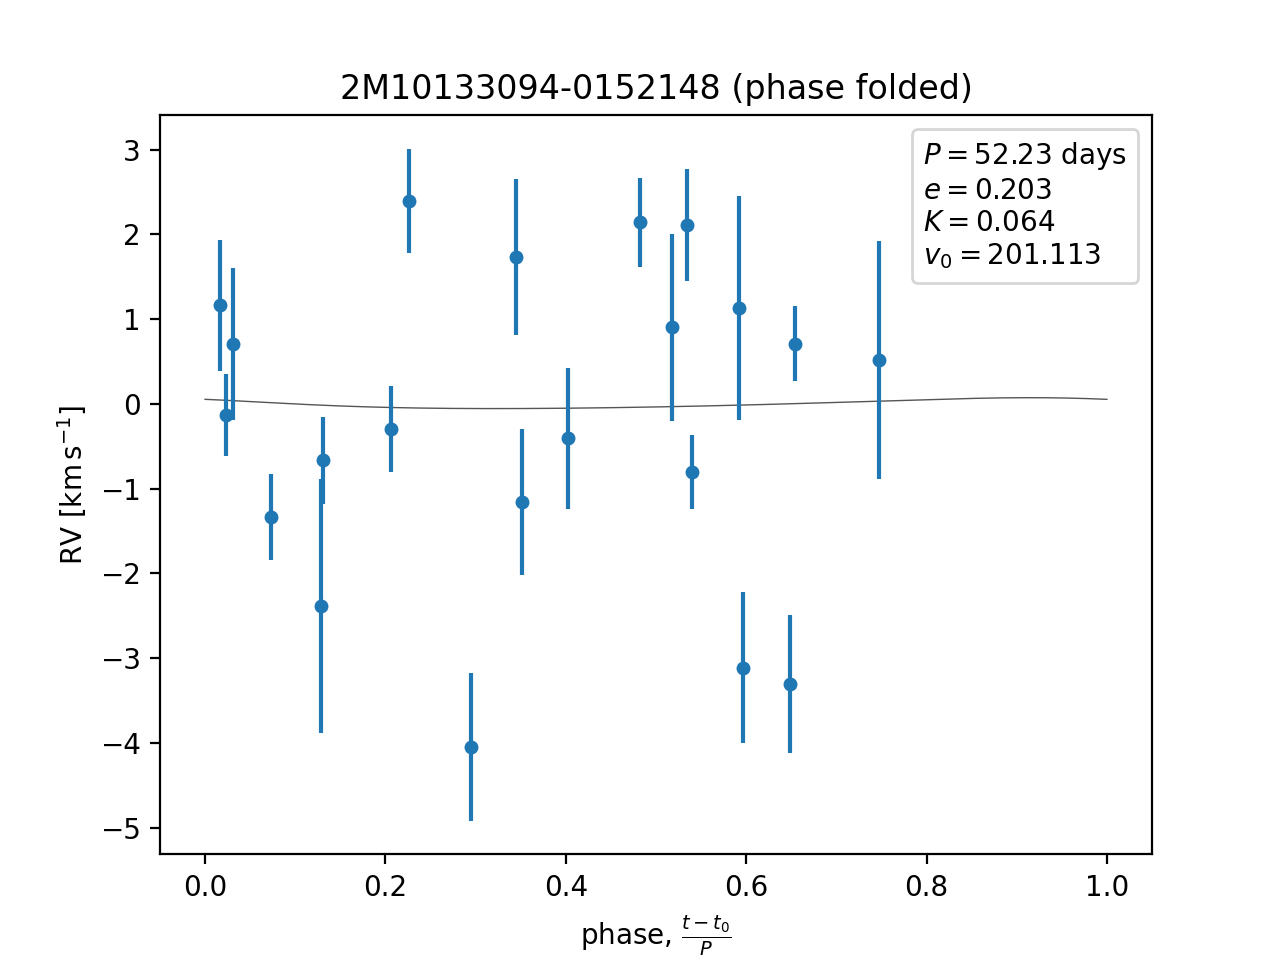 2M10133094-0152148 (phase folded)
P = 52.23 days
e = 0.203
K = 0.064
v₀ = 201.113
RV [km s⁻¹]
3
2
1
0
−1
−2
−3
−4
−5
0.0 0.2 0.4 0.6 0.8 1.0
phase, (t − t₀)/P